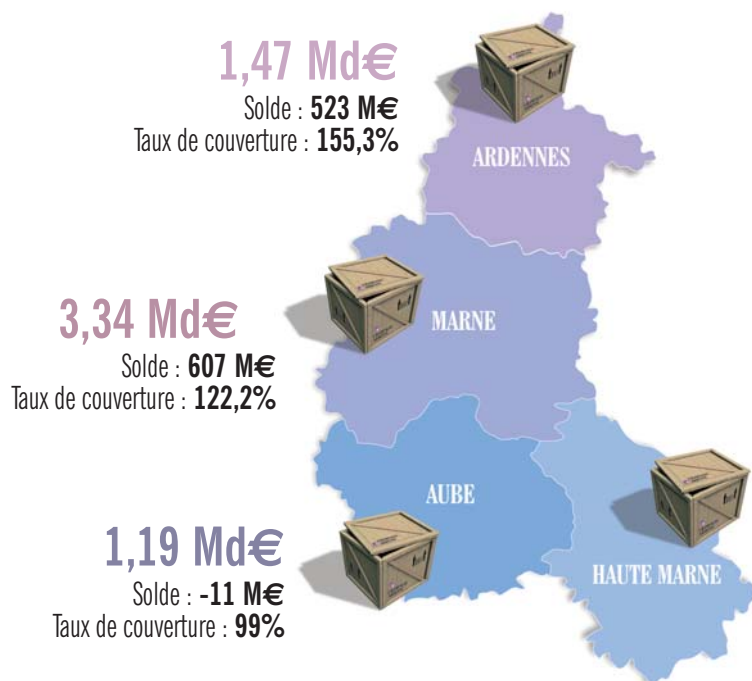 1,47 Md€
Solde : 523 M€
Taux de couverture : 155,3%
ARDENNES
3,34 Md€
Solde : 607 M€
Taux de couverture : 122,2%
MARNE
1,19 Md€
Solde : -11 M€
Taux de couverture : 99%
AUBE
HAUTE MARNE